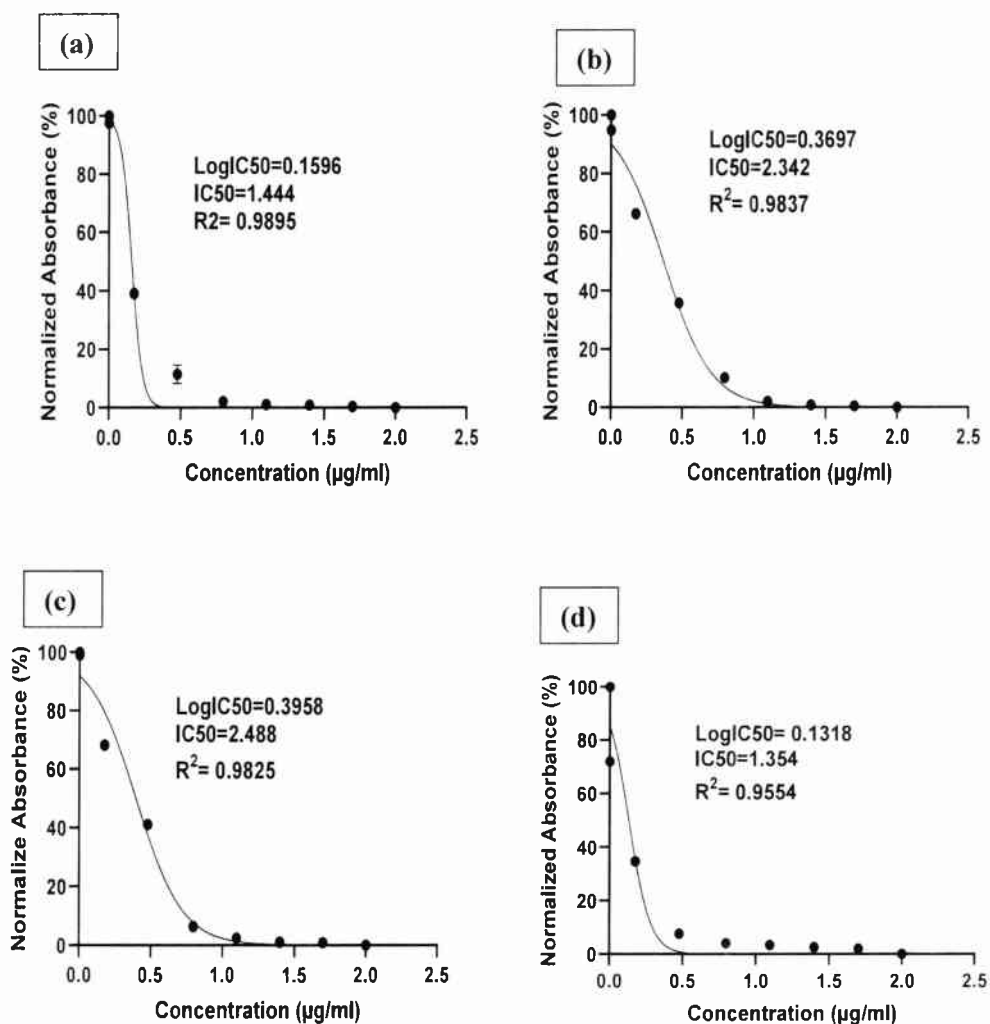 (a)
Normalized Absorbance (%)
100
80
60
40
20
0
LogIC50=0.1596
IC50=1.444
R2= 0.9895
0.0 0.5 1.0 1.5 2.0 2.5
Concentration (µg/ml)
(b)
Normalized Absorbance (%)
100
80
60
40
20
0
LogIC50=0.3697
IC50=2.342
R²= 0.9837
0.0 0.5 1.0 1.5 2.0 2.5
Concentration (µg/ml)
(c)
Normalize Absorbance (%)
100
80
60
40
20
0
LogIC50=0.3958
IC50=2.488
R²= 0.9825
0.0 0.5 1.0 1.5 2.0 2.5
Concentration (µg/ml)
(d)
Normalized Absorbance (%)
100
80
60
40
20
0
LogIC50= 0.1318
IC50=1.354
R²= 0.9554
0.0 0.5 1.0 1.5 2.0 2.5
Concentration (µg/ml)